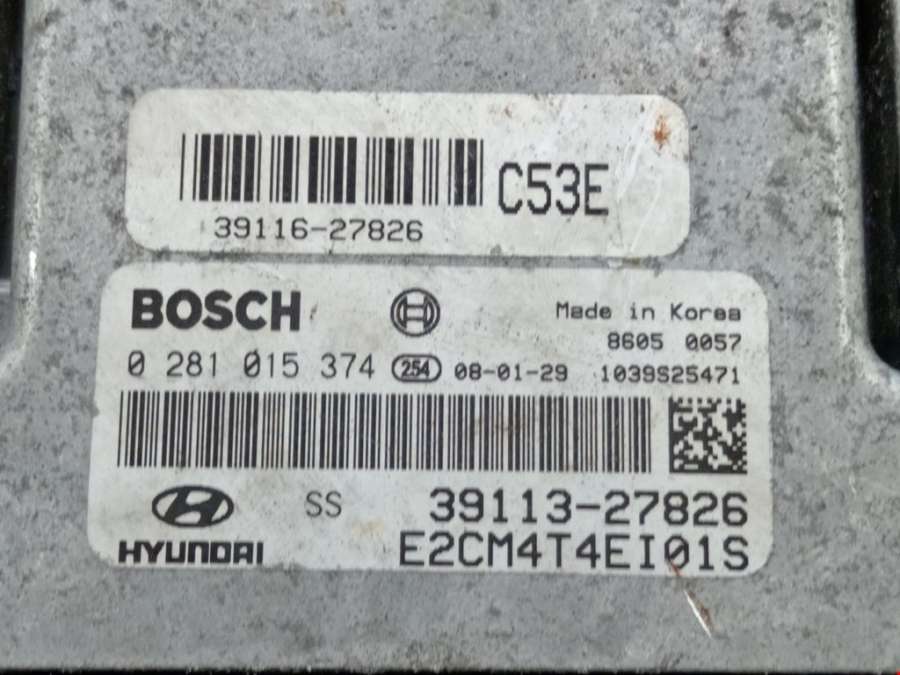 C53E
39116-27826
BOSCH
Made in Korea
8605 0057
0 281 015 374 254 08-01-29 1039S25471
SS 39113-27826
HYUNDAI E2CM4T4EI01S